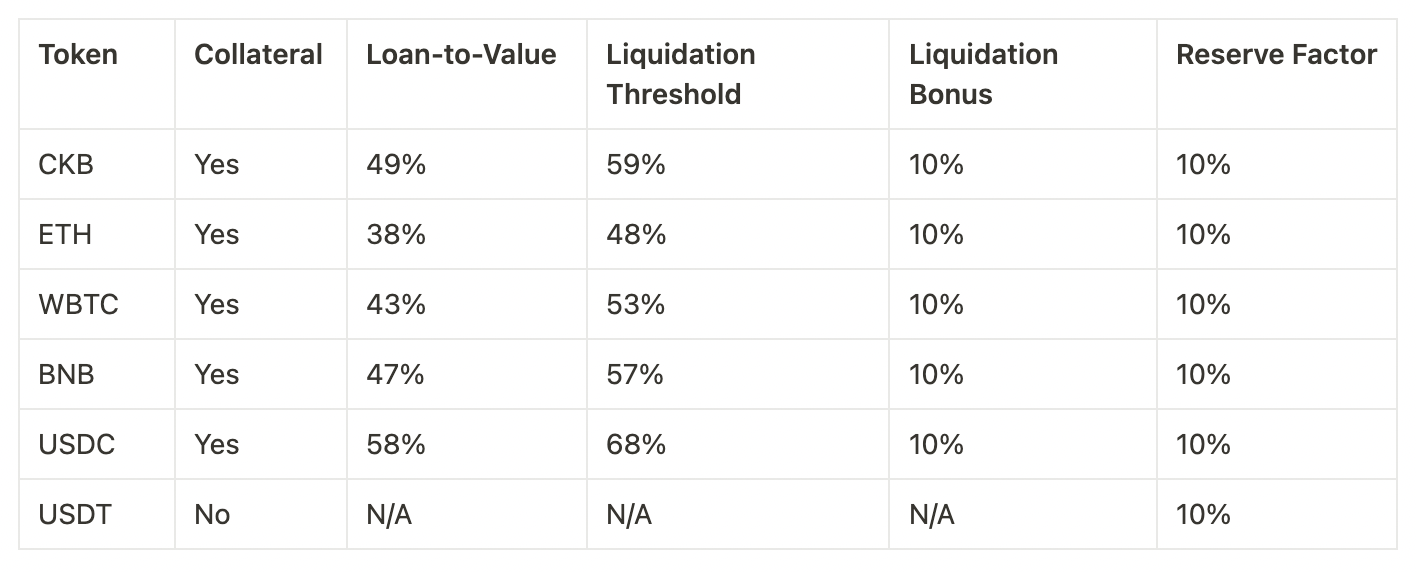 Token Collateral Loan-to-Value Liquidation Threshold Liquidation Bonus Reserve Factor
CKB Yes 49% 59% 10% 10%
ETH Yes 38% 48% 10% 10%
WBTC Yes 43% 53% 10% 10%
BNB Yes 47% 57% 10% 10%
USDC Yes 58% 68% 10% 10%
USDT No N/A N/A N/A 10%